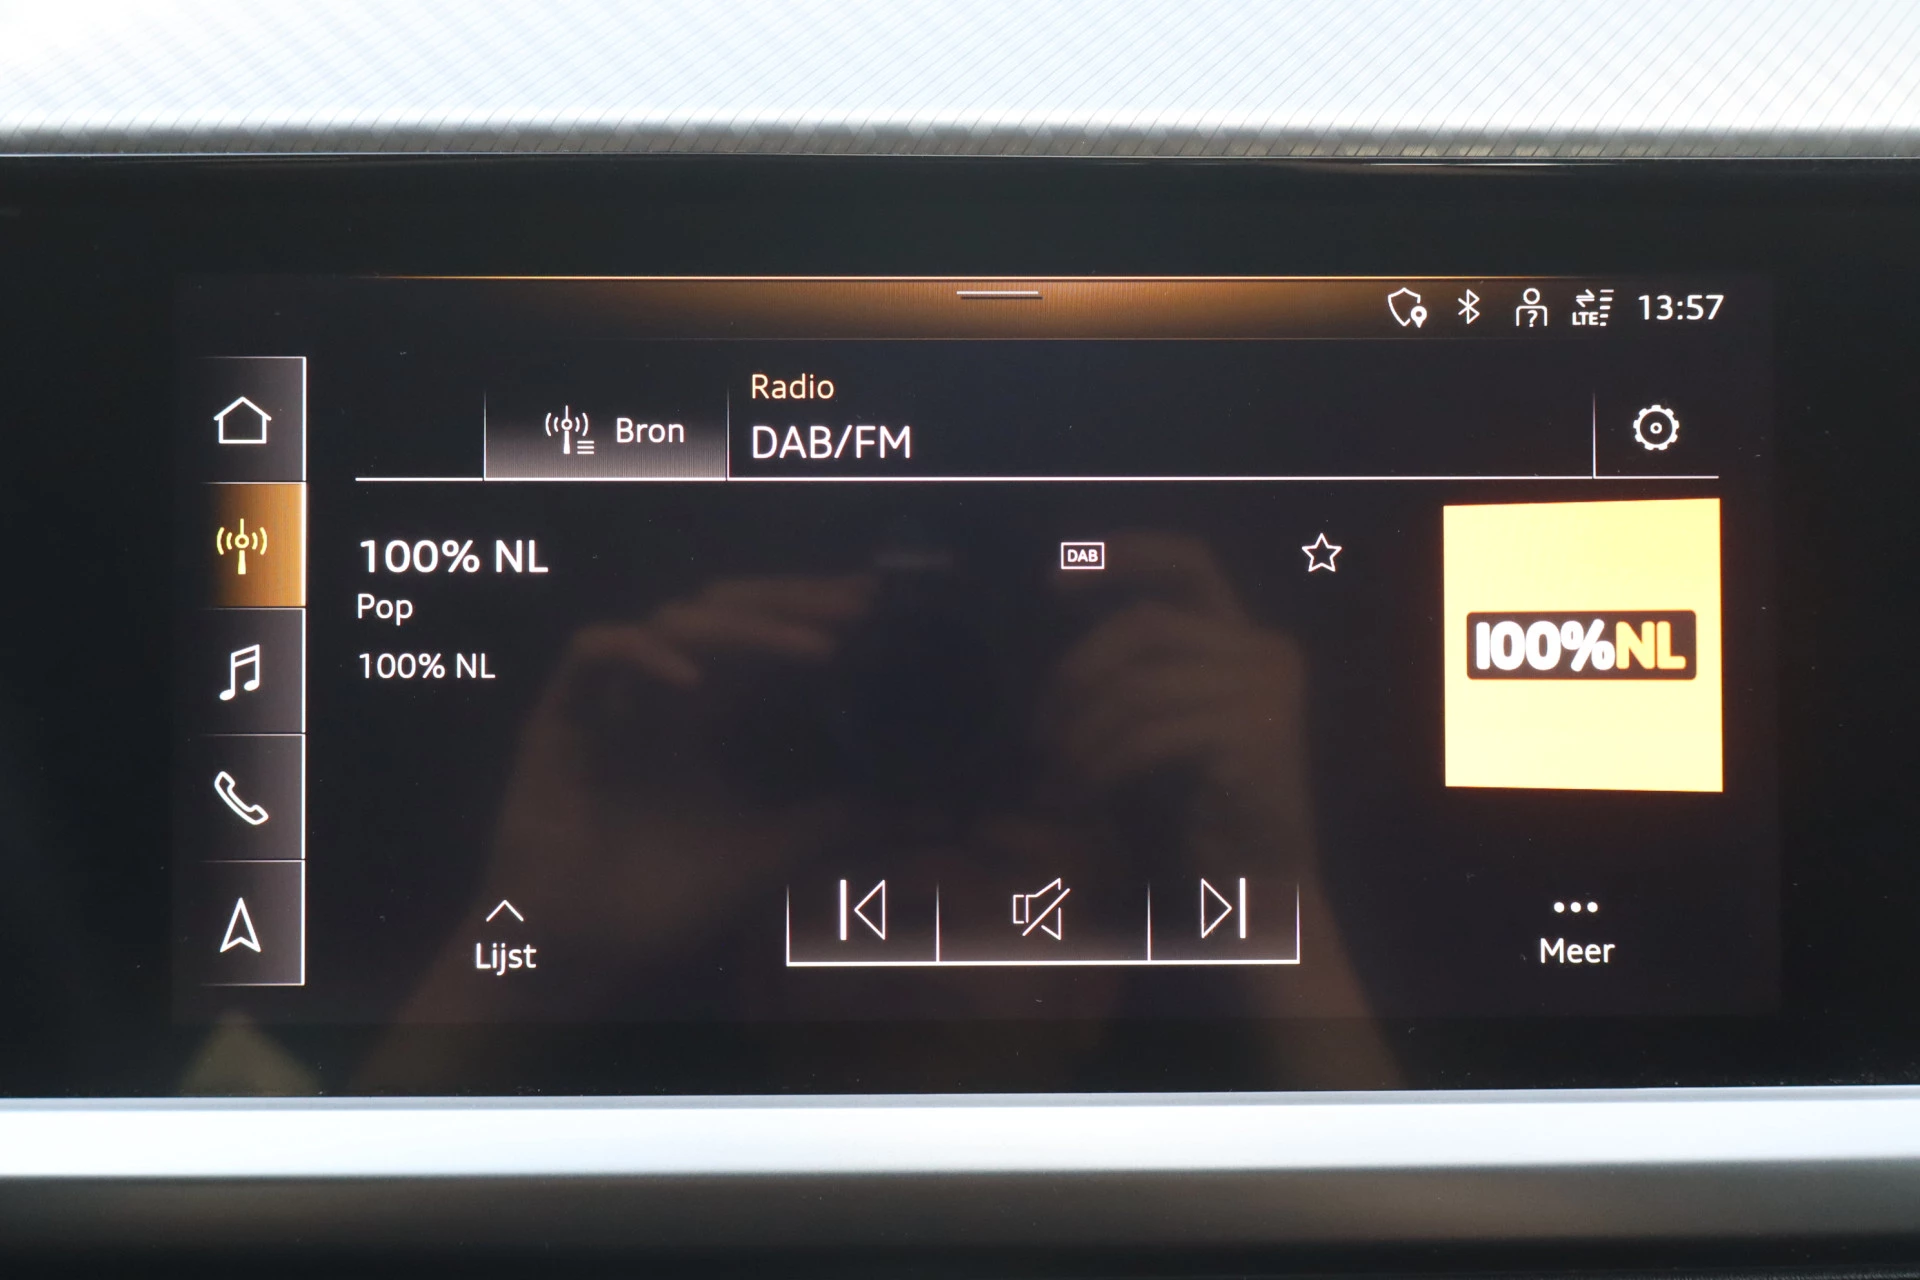 LTE
13:57
Radio
Bron
DAB/FM
100% NL
DAB
Pop
100% NL
100%NL
Lijst
Meer